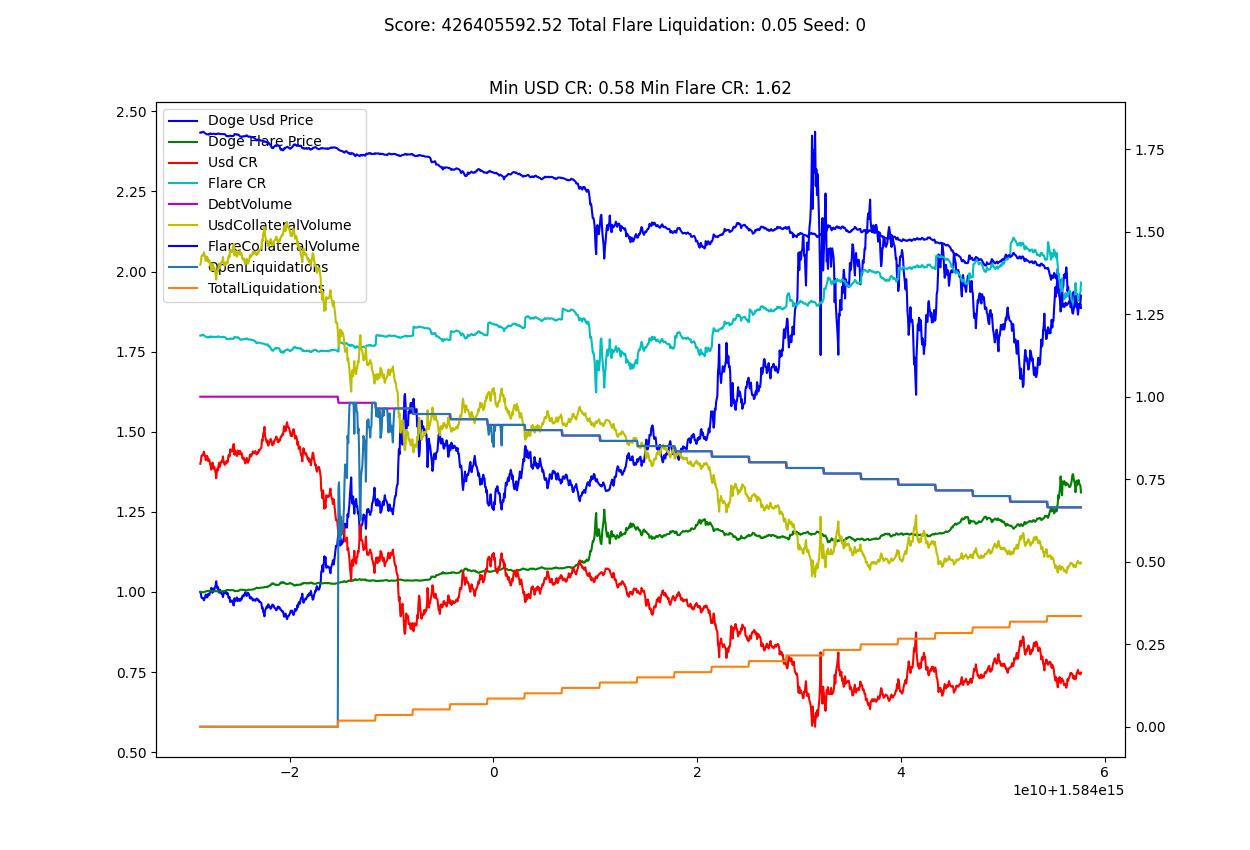 Score: 426405592.52 Total Flare Liquidation: 0.05 Seed: 0
Min USD CR: 0.58 Min Flare CR: 1.62
Doge Usd Price
Doge Flare Price
Usd CR
Flare CR
DebtVolume
UsdCollateralVolume
FlareCollateralVolume
OpenLiquidations
TotalLiquidations
2.50
2.25
2.00
1.75
1.50
1.25
1.00
0.75
0.50
1.75
1.50
1.25
1.00
0.75
0.50
0.25
0.00
−2 0 2 4 6
1e10+1.584e15